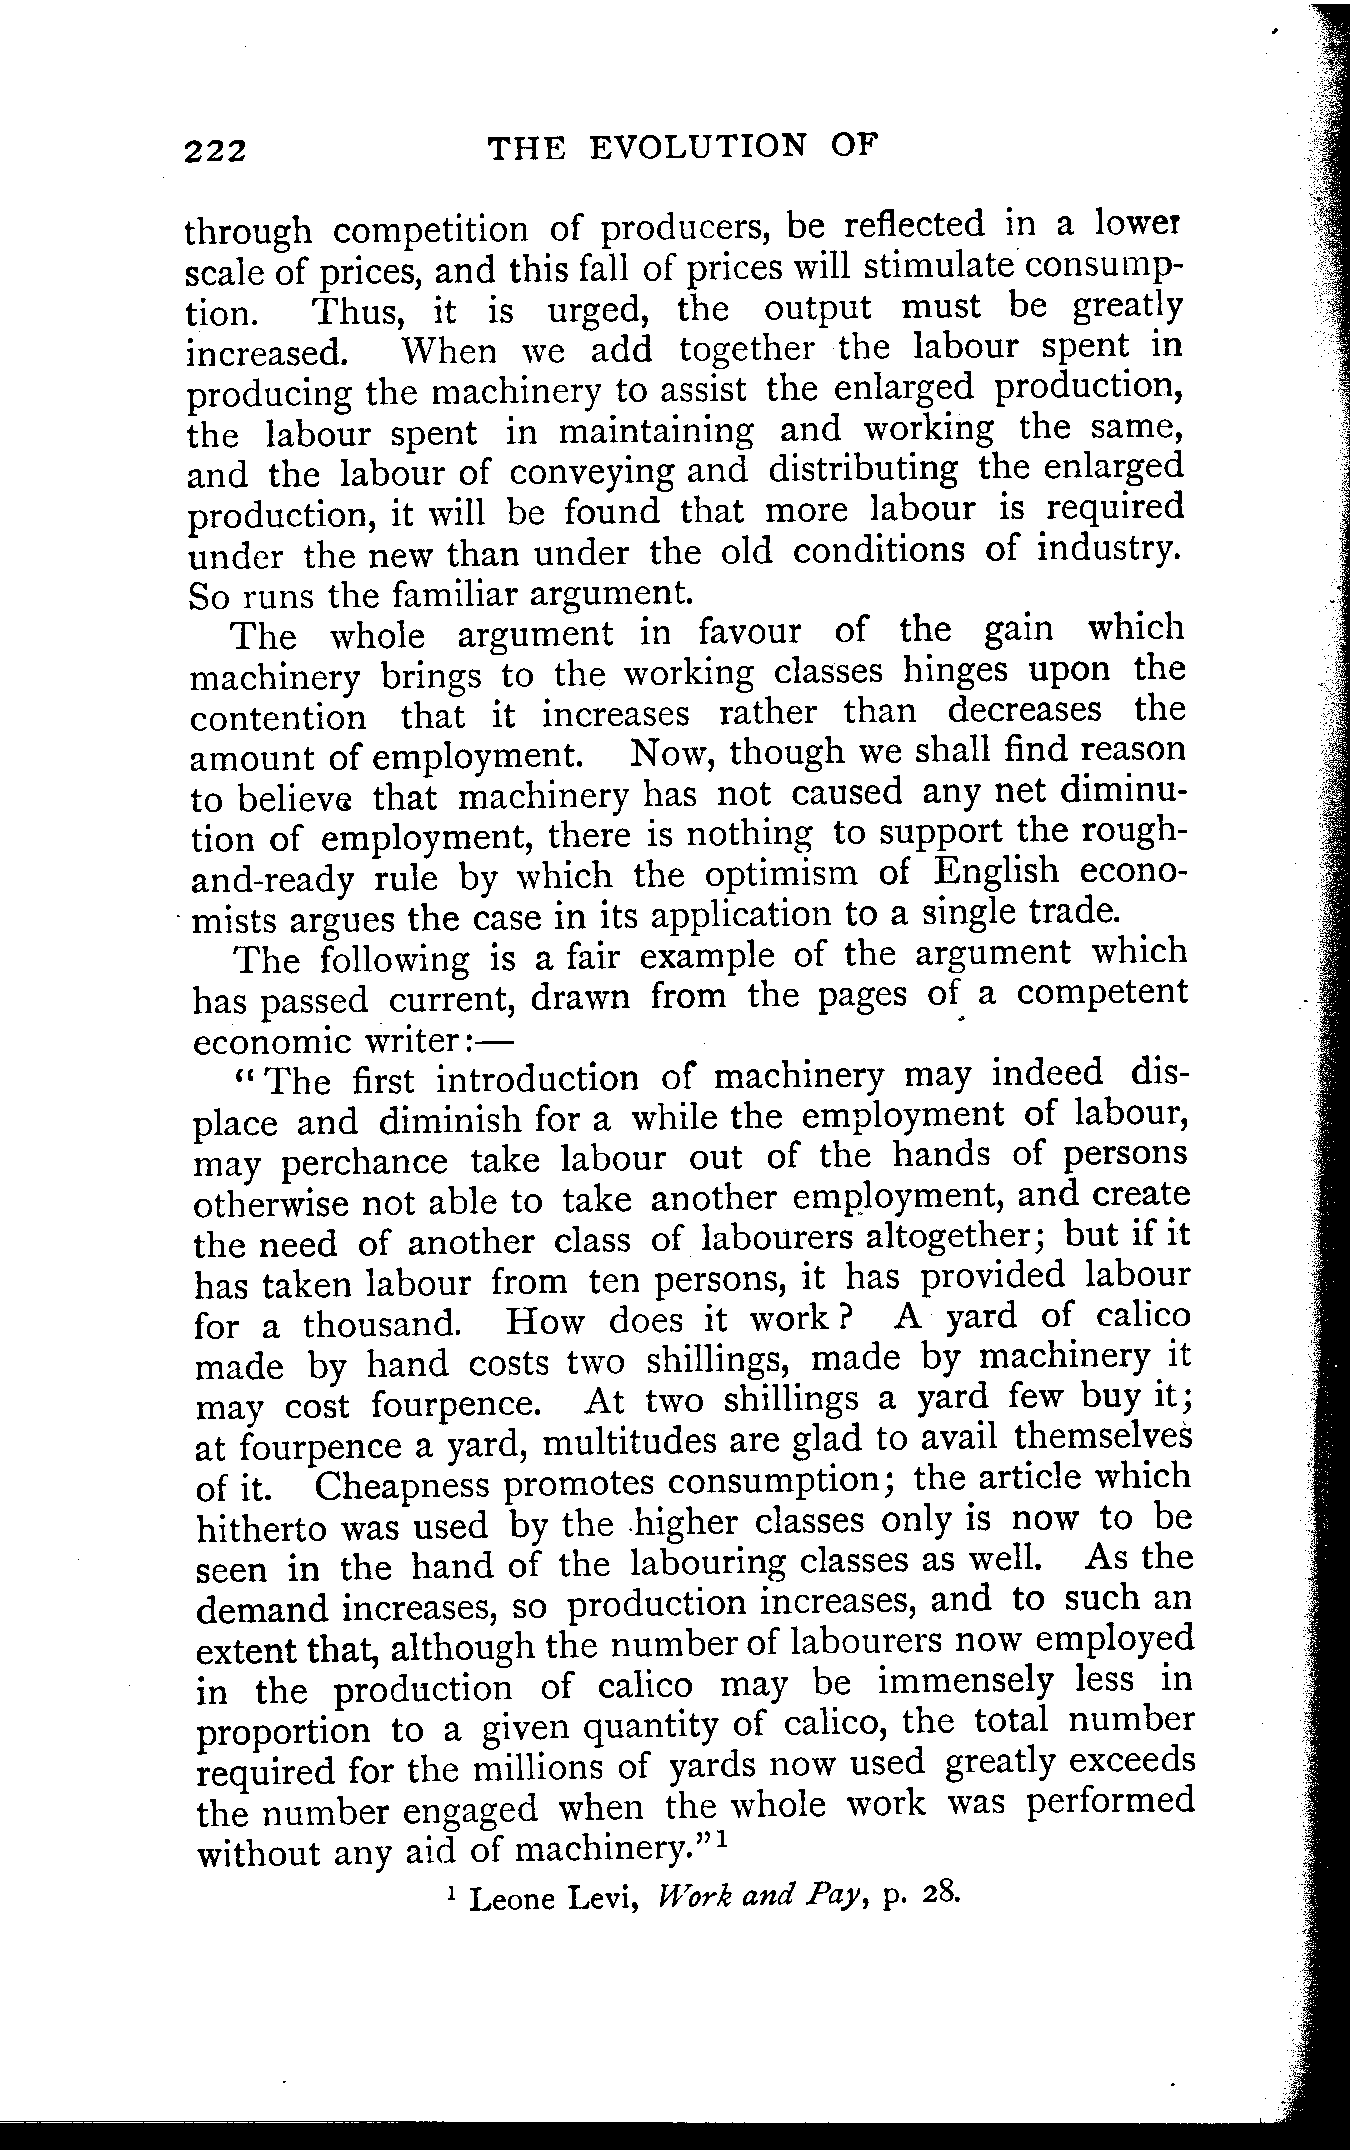 222 THE EVOLUTION OF
through competition of producers, be reflected in a lower
scale of prices, and this fall of prices will stimulate consump-
tion. Thus, it is urged, the output must be greatly
increased. When we add together the labour spent in
producing the machinery to assist the enlarged production,
the labour spent in maintaining and working the same,
and the labour of conveying and distributing the enlarged
production, it will be found that more labour is required
under the new than under the old conditions of industry.
So runs the familiar argument.
The whole argument in favour of the gain which
machinery brings to the working classes hinges upon the
contention that it increases rather than decreases the
amount of employment. Now, though we shall find reason
to believe that machinery has not caused any net diminu-
tion of employment, there is nothing to support the rough-
and-ready rule by which the optimism of English econo-
mists argues the case in its application to a single trade.
The following is a fair example of the argument which
has passed current, drawn from the pages of a competent
economic writer:—
"The first introduction of machinery may indeed dis-
place and diminish for a while the employment of labour,
may perchance take labour out of the hands of persons
otherwise not able to take another employment, and create
the need of another class of labourers altogether; but if it
has taken labour from ten persons, it has provided labour
for a thousand. How does it work? A yard of calico
made by hand costs two shillings, made by machinery it
may cost fourpence. At two shillings a yard few buy it;
at fourpence a yard, multitudes are glad to avail themselves
of it. Cheapness promotes consumption; the article which
hitherto was used by the higher classes only is now to be
seen in the hand of the labouring classes as well. As the
demand increases, so production increases, and to such an
extent that, although the number of labourers now employed
in the production of calico may be immensely less in
proportion to a given quantity of calico, the total number
required for the millions of yards now used greatly exceeds
the number engaged when the whole work was performed
without any aid of machinery."¹
¹ Leone Levi, Work and Pay, p. 28.